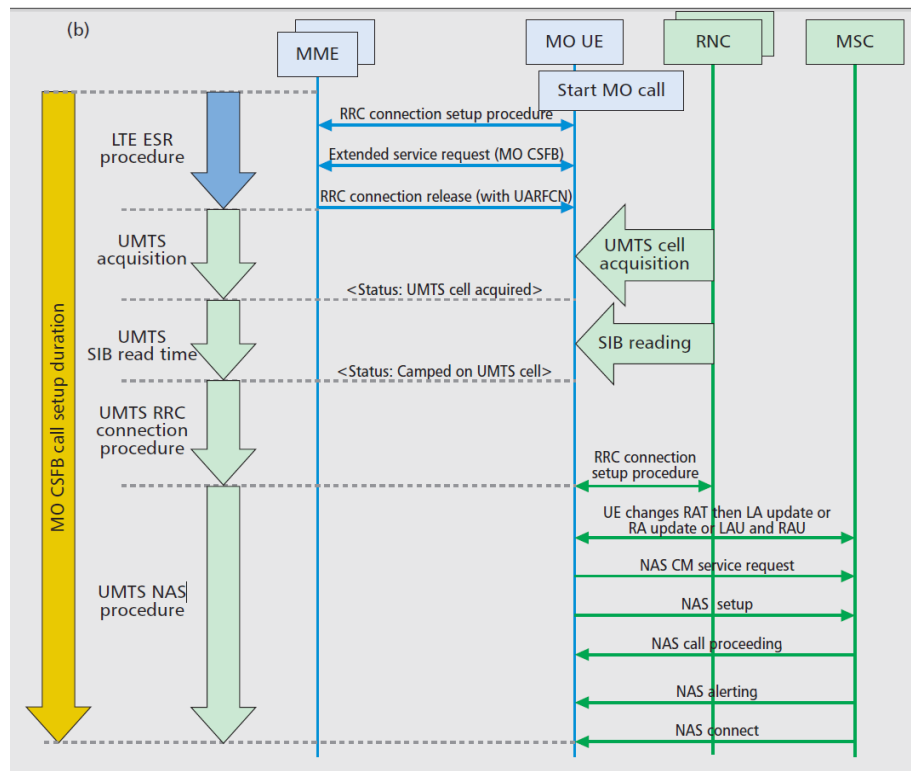 (b)
MME
MO UE
RNC
MSC
Start MO call
RRC connection setup procedure
LTE ESR
procedure
Extended service request (MO CSFB)
RRC connection release (with UARFCN)
UMTS
acquisition
UMTS cell
acquisition
<Status: UMTS cell acquired>
UMTS
SIB read time
SIB reading
<Status: Camped on UMTS cell>
MO CSFB call setup duration
UMTS RRC
connection
procedure
RRC connection
setup procedure
UE changes RAT then LA update or
RA update or LAU and RAU
NAS CM service request
UMTS NAS
procedure
NAS setup
NAS call proceeding
NAS alerting
NAS connect